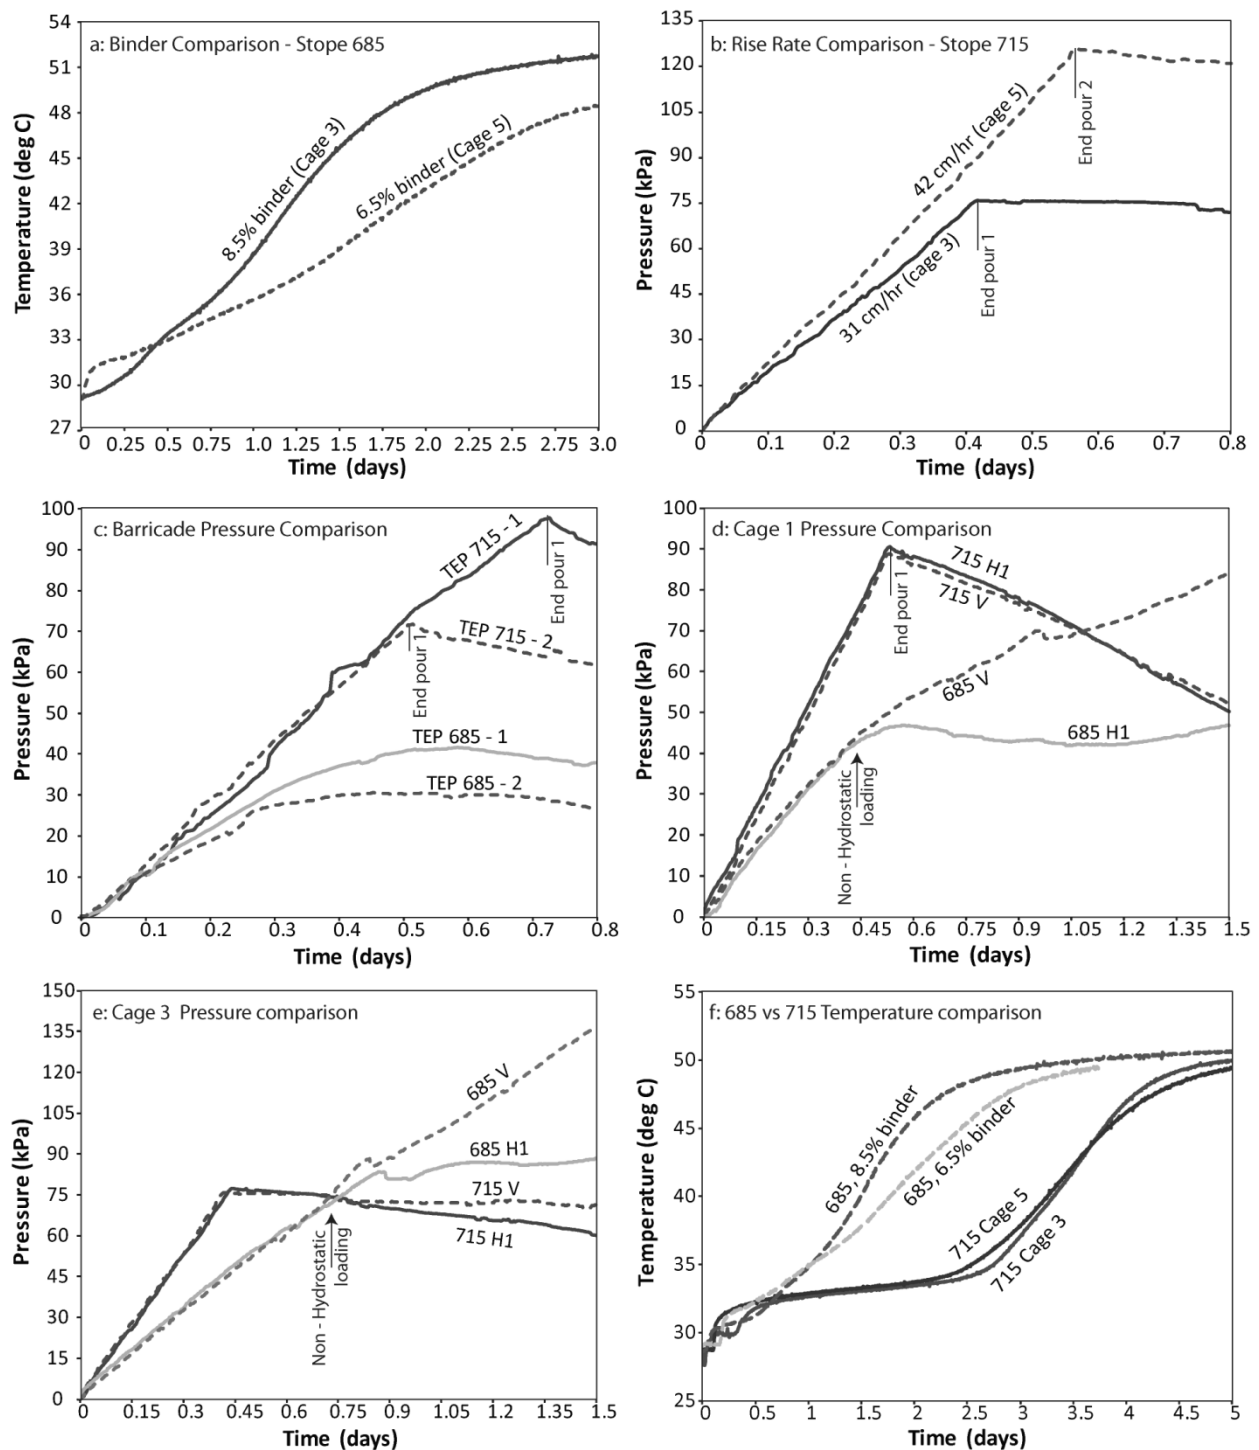 a: Binder Comparison - Stope 685
Temperature (deg C)
54
51
48
45
42
39
36
33
30
27
8.5% binder (Cage 3)
6.5% binder (Cage 5)
0 0.25 0.5 0.75 1.0 1.25 1.5 1.75 2.0 2.25 2.5 2.75 3.0
Time (days)
b: Rise Rate Comparison - Stope 715
Pressure (kPa)
135
120
105
90
75
60
45
30
15
0
42 cm/hr (cage 5)
31 cm/hr (cage 3)
End pour 2
End pour 1
0 0.1 0.2 0.3 0.4 0.5 0.6 0.7 0.8
Time (days)
c: Barricade Pressure Comparison
Pressure (kPa)
100
90
80
70
60
50
40
30
20
10
0
TEP 715 - 1
End pour 1
TEP 715 - 2
End pour 1
TEP 685 - 1
TEP 685 - 2
0 0.1 0.2 0.3 0.4 0.5 0.6 0.7 0.8
Time (days)
d: Cage 1 Pressure Comparison
Pressure (kPa)
100
90
80
70
60
50
40
30
20
10
0
715 H1
715 V
End pour 1
685 V
685 H1
Non - Hydrostatic
loading
0 0.15 0.3 0.45 0.6 0.75 0.9 1.05 1.2 1.35 1.5
Time (days)
e: Cage 3 Pressure comparison
Pressure (kPa)
150
135
120
105
90
75
60
45
30
15
0
685 V
685 H1
715 V
715 H1
Non - Hydrostatic
loading
0 0.15 0.3 0.45 0.6 0.75 0.9 1.05 1.2 1.35 1.5
Time (days)
f: 685 vs 715 Temperature comparison
Temperature (deg C)
55
50
45
40
35
30
25
685, 8.5% binder
685, 6.5% binder
715 Cage 5
715 Cage 3
0 0.5 1 1.5 2 2.5 3 3.5 4 4.5 5
Time (days)